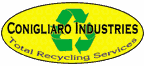 CONIGLIARO INDUSTRIES
Total Recycling Services